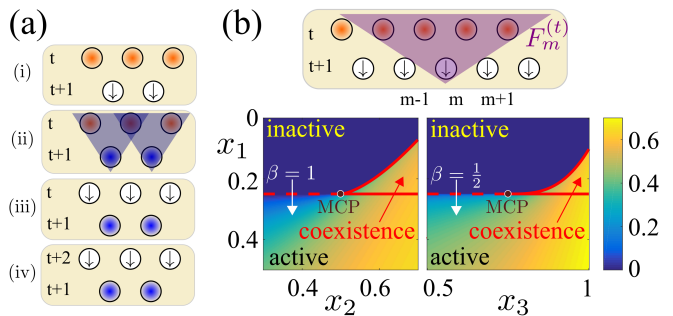 (a)
(i)
t
t+1
(ii)
t
t+1
(iii)
t
t+1
(iv)
t+2
t+1
(b)
t
F_m^{(t)}
t+1
m-1 m m+1
x_1
0
0.2
0.4
inactive
β = 1
MCP
coexistence
active
0.4 0.6
x_2
inactive
β = 1/2
MCP
coexistence
active
0.5 1
x_3
0.6
0.4
0.2
0